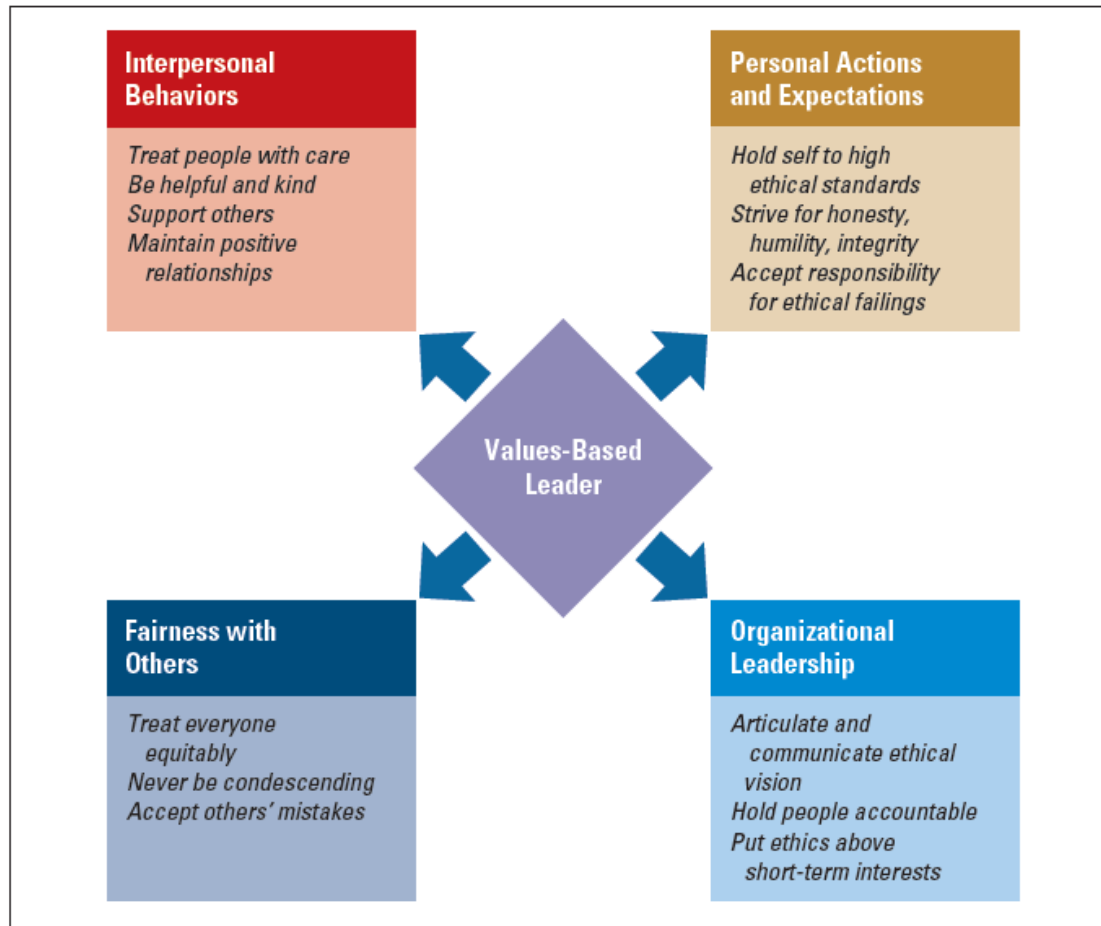 Interpersonal
Behaviors
Treat people with care
Be helpful and kind
Support others
Maintain positive
relationships
Personal Actions
and Expectations
Hold self to high
ethical standards
Strive for honesty,
humility, integrity
Accept responsibility
for ethical failings
Values-Based
Leader
Fairness with
Others
Treat everyone
equitably
Never be condescending
Accept others’ mistakes
Organizational
Leadership
Articulate and
communicate ethical
vision
Hold people accountable
Put ethics above
short-term interests